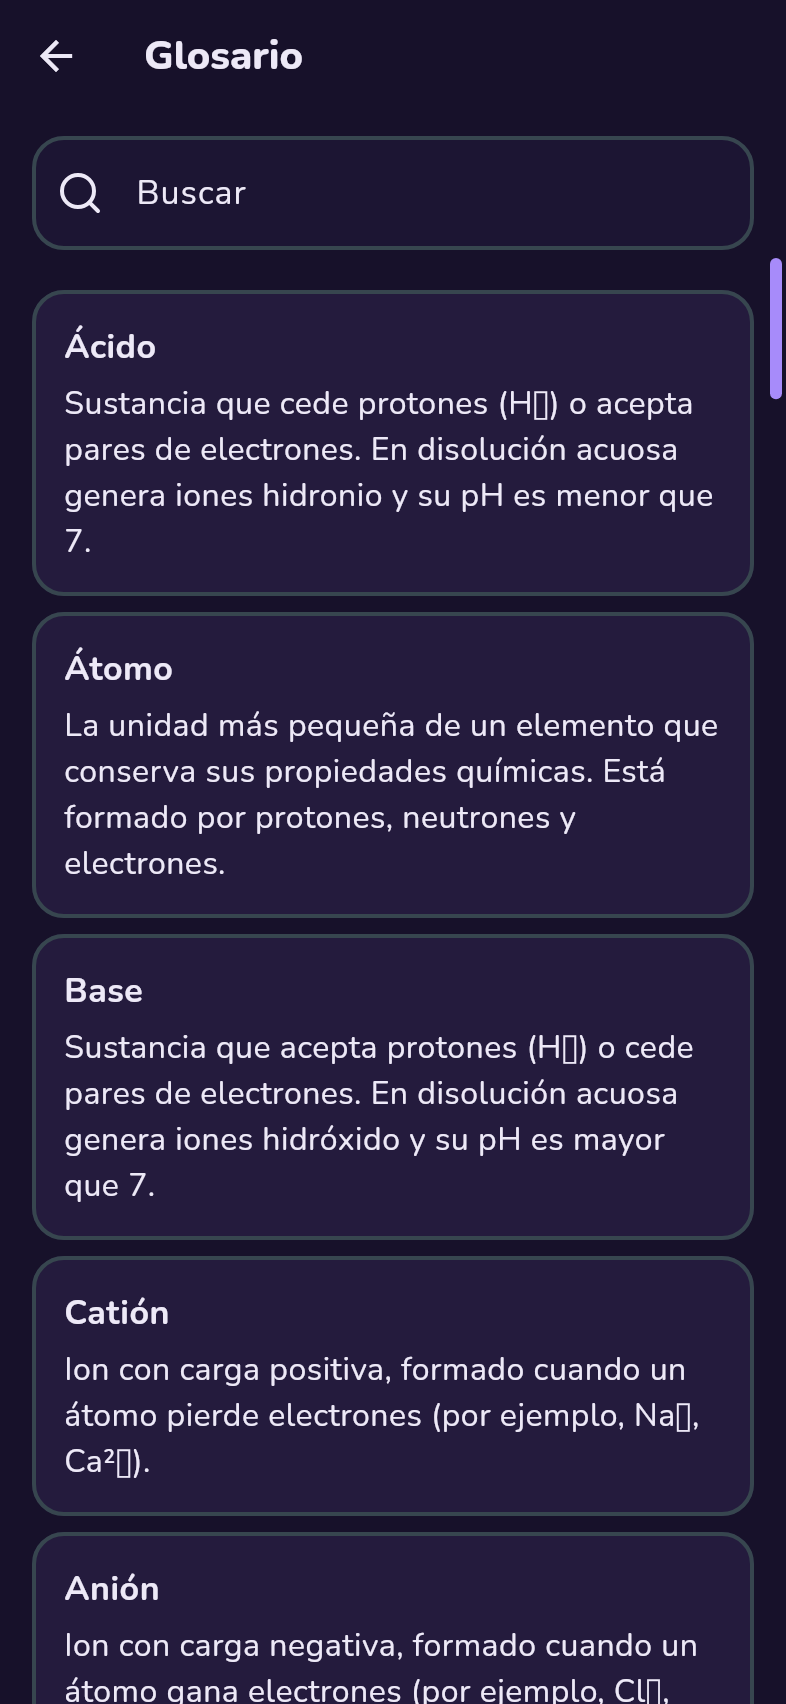 Glosario
Buscar
Ácido
Sustancia que cede protones (H▯) o acepta
pares de electrones. En disolución acuosa
genera iones hidronio y su pH es menor que
7.
Átomo
La unidad más pequeña de un elemento que
conserva sus propiedades químicas. Está
formado por protones, neutrones y
electrones.
Base
Sustancia que acepta protones (H▯) o cede
pares de electrones. En disolución acuosa
genera iones hidróxido y su pH es mayor
que 7.
Catión
Ion con carga positiva, formado cuando un
átomo pierde electrones (por ejemplo, Na▯,
Ca²▯).
Anión
Ion con carga negativa, formado cuando un
átomo gana electrones (por ejemplo, Cl▯,